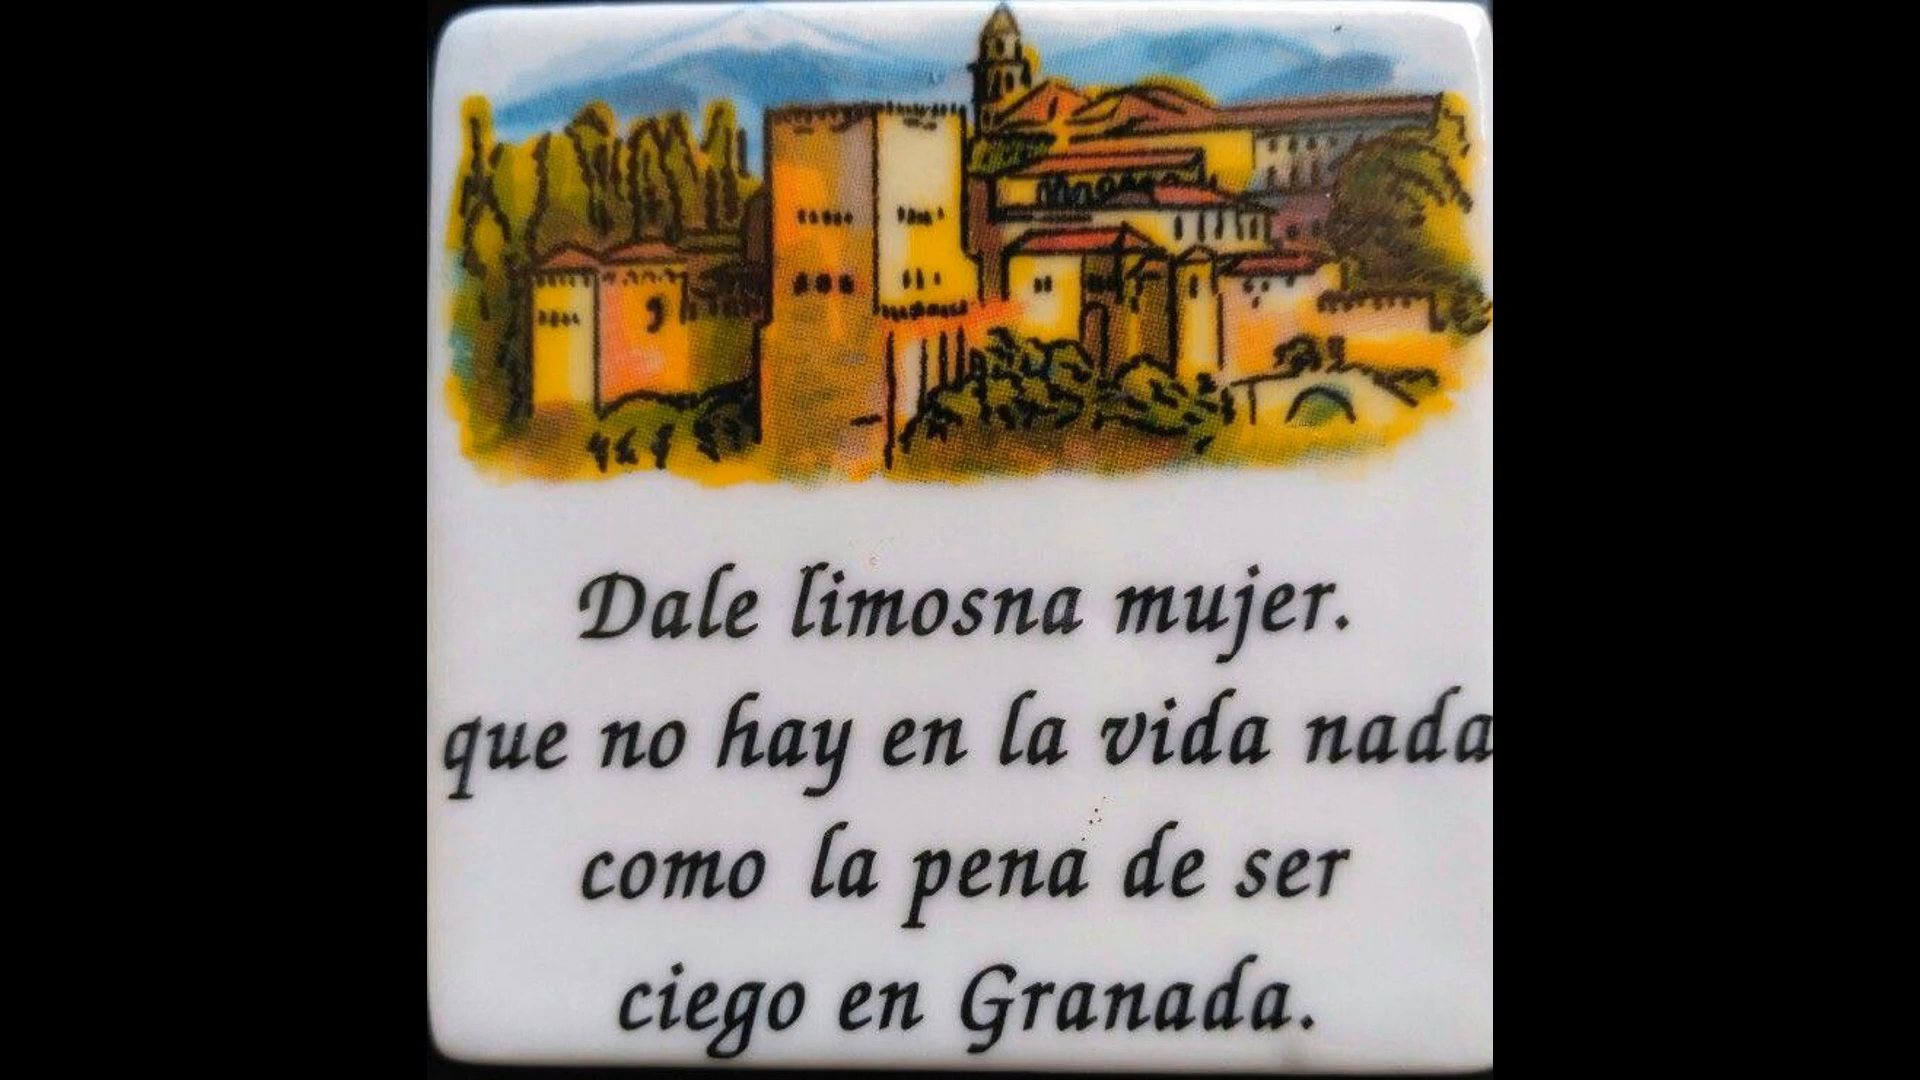 Dale limosna mujer.
que no hay en la vida nada
como la pena de ser
ciego en Granada.